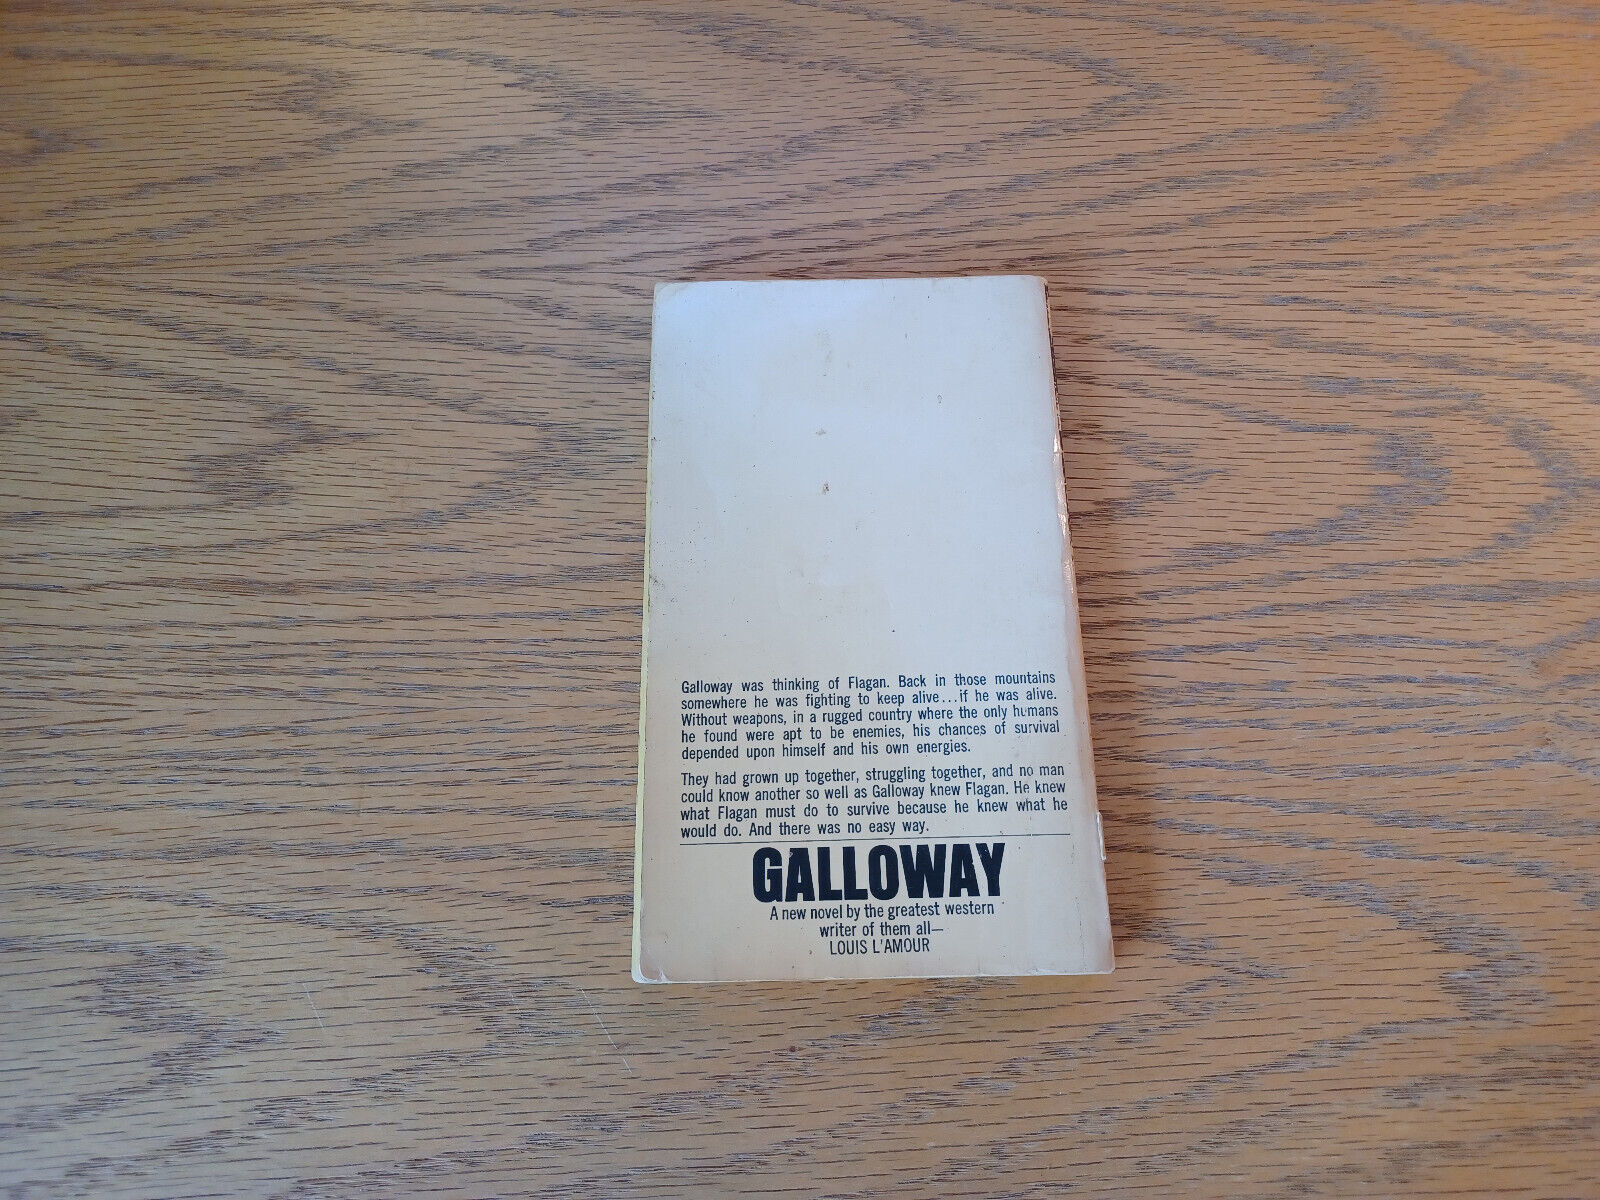 Galloway was thinking of Flagan. Back in those mountains
somewhere he was fighting to keep alive...if he was alive.
Without weapons, in a rugged country where the only humans
he found were apt to be enemies, his chances of survival
depended upon himself and his own energies.
They had grown up together, struggling together, and no man
could know another so well as Galloway knew Flagan. He knew
what Flagan must do to survive because he knew what he
would do. And there was no easy way.
GALLOWAY
A new novel by the greatest western
writer of them all—
LOUIS L'AMOUR